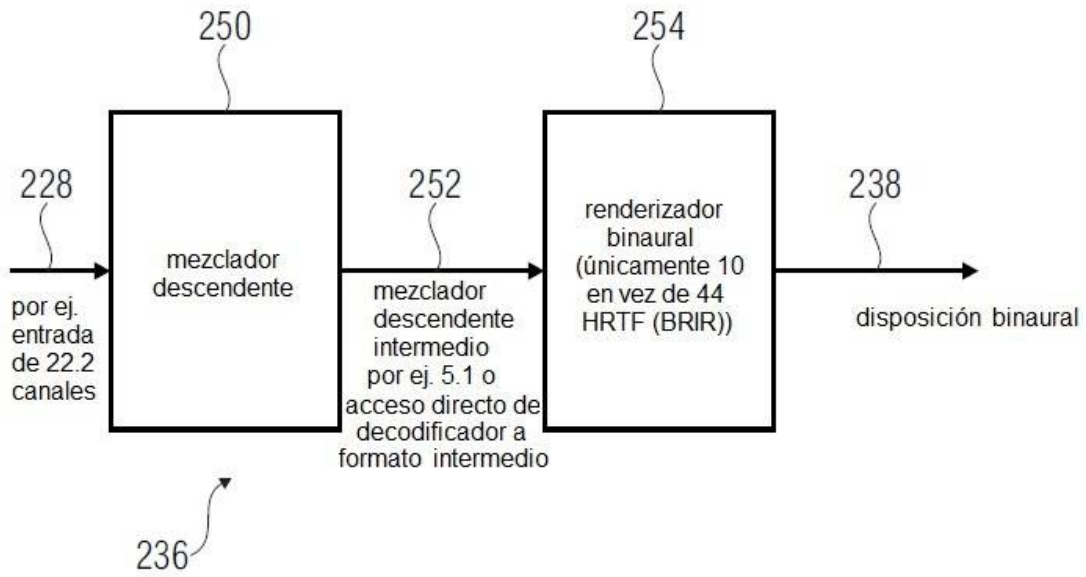 250
254
228
252
238
mezclador
descendente
renderizador
binaural
(únicamente 10
en vez de 44
HRTF (BRIR))
por ej.
entrada
de 22.2
canales
mezclador
descendente
intermedio
por ej. 5.1 o
acceso directo de
decodificador a
formato intermedio
disposición binaural
236